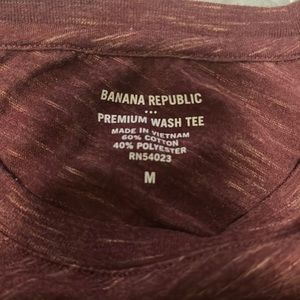 BANANA REPUBLIC
•••
PREMIUM WASH TEE
MADE IN VIETNAM
60% COTTON
40% POLYESTER
RN54023
M